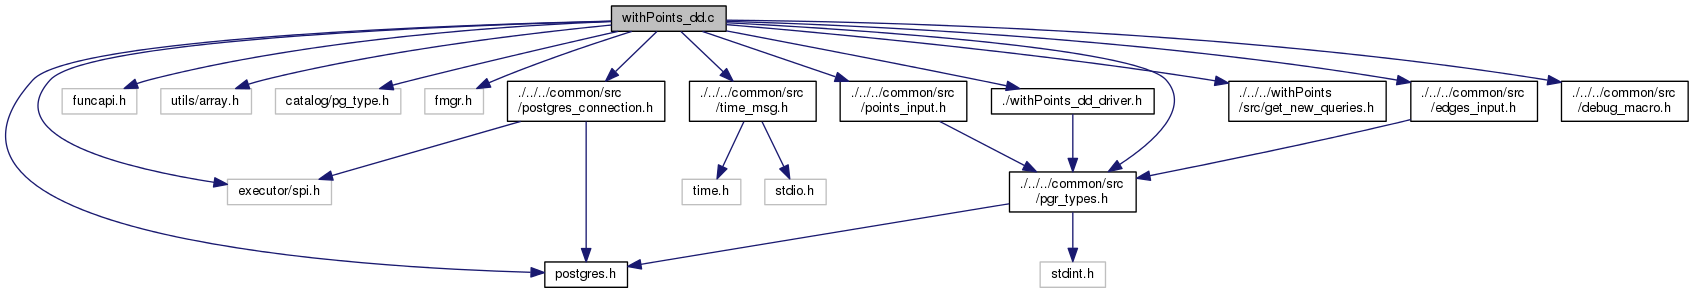 withPoints_dd.c
funcapi.h
utils/array.h
catalog/pg_type.h
fmgr.h
./../../common/src
/postgres_connection.h
./../../common/src
/time_msg.h
./../../common/src
/points_input.h
./withPoints_dd_driver.h
./../../withPoints
/src/get_new_queries.h
./../../common/src
/edges_input.h
./../../common/src
/debug_macro.h
executor/spi.h
time.h
stdio.h
./../../common/src
/pgr_types.h
postgres.h
stdint.h